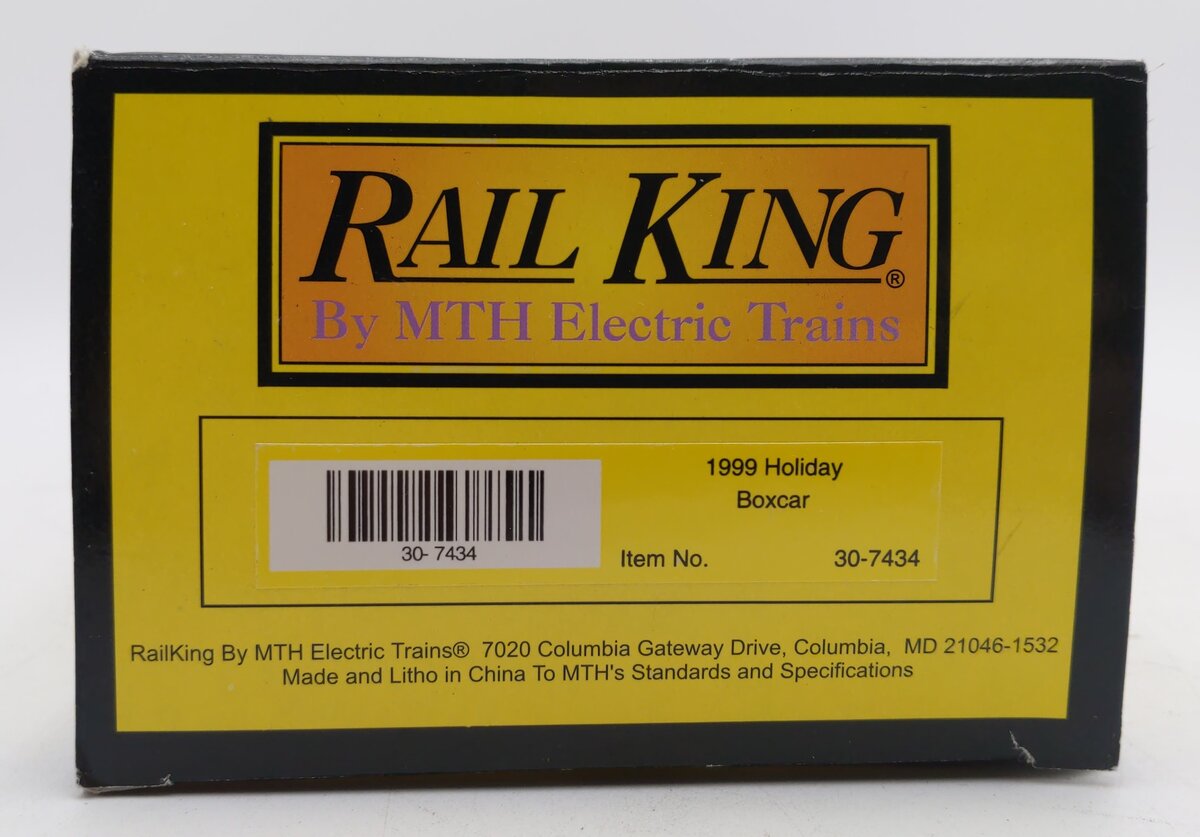 RAIL KING®
By MTH Electric Trains
30- 7434
1999 Holiday
Boxcar
Item No. 30-7434
RailKing By MTH Electric Trains® 7020 Columbia Gateway Drive, Columbia, MD 21046-1532
Made and Litho in China To MTH's Standards and Specifications